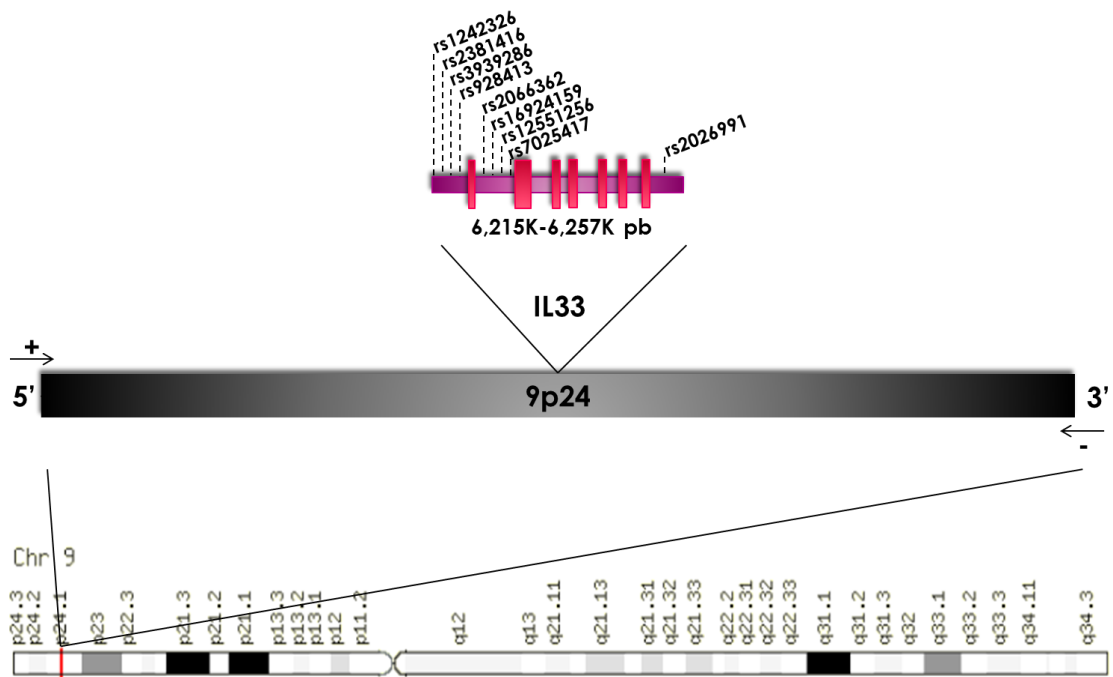 rs1242326
rs2381416
rs3939286
rs928413
rs2066362
rs16924159
rs12551256
rs7025417
rs2026991
6,215K-6,257K pb
IL33
+
5’
9p24
3’
-
Chr 9
p24.3
p24.2
p24.1
p23
p22.3
p21.3
p21.2
p21.1
p13.3
p13.2
p13.1
p12
p11.2
q12
q13
q21.11
q21.13
q21.31
q21.32
q21.33
q22.2
q22.31
q22.32
q22.33
q31.1
q31.2
q31.3
q32
q33.1
q33.2
q33.3
q34.11
q34.3